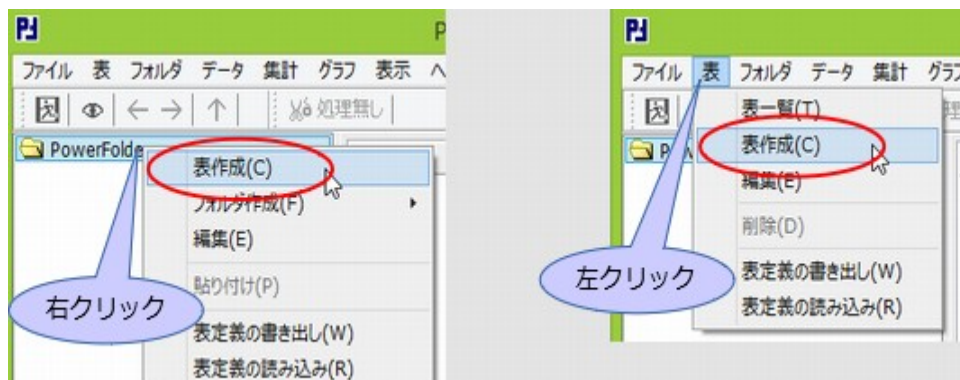 P
ファイル 表 フォルダ データ 集計 グラフ 表示 ヘ
処理無し
PowerFolde
表作成(C)
フォルダ作成(F)
編集(E)
貼り付け(P)
表定義の書き出し(W)
表定義の読み込み(R)
右クリック
ファイル 表 フォルダ データ 集計 グラフ
表一覧(T)
表作成(C)
編集(E)
削除(D)
表定義の書き出し(W)
表定義の読み込み(R)
左クリック